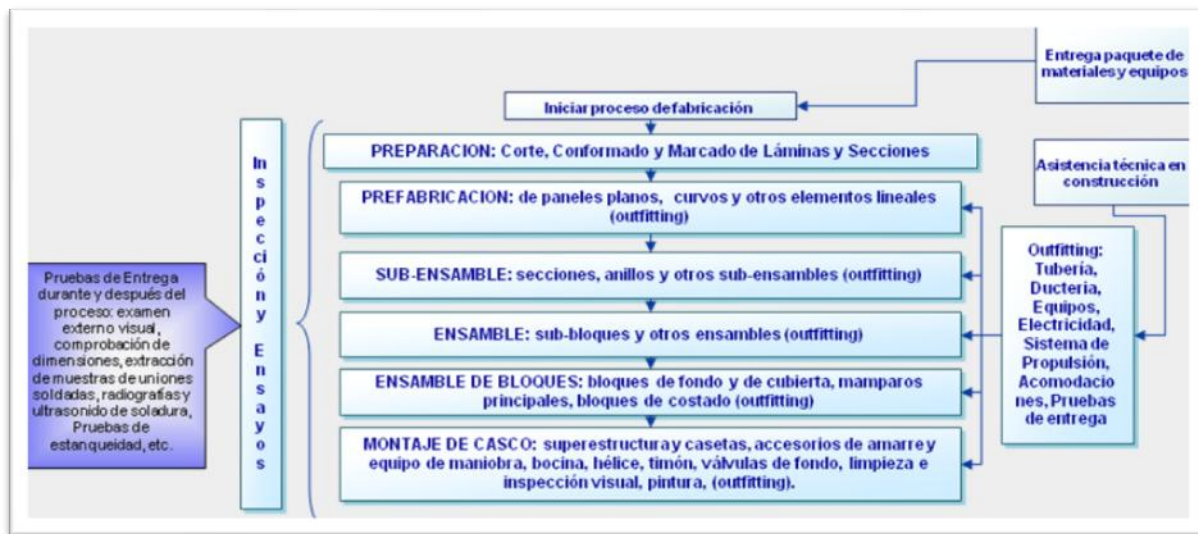 Entrega paquete de
materiales y equipos
Iniciar proceso de fabricación
PREPARACION: Corte, Conformado y Marcado de Láminas y Secciones
Asistencia técnica en
construcción
PREFABRICACION: de paneles planos, curvos y otros elementos lineales
(outfitting)
SUB-ENSAMBLE: secciones, anillos y otros sub-ensambles (outfitting)
ENSAMBLE: sub-bloques y otros ensambles (outfitting)
ENSAMBLE DE BLOQUES: bloques de fondo y de cubierta, mamparos
principales, bloques de costado (outfitting)
MONTAJE DE CASCO: superestructura y casetas, accesorios de amarre y
equipo de maniobra, bocina, hélice, timón, válvulas de fondo, limpieza e
inspección visual, pintura, (outfitting).
Outfitting:
Tubería,
Ducteria,
Equipos,
Electricidad,
Sistema de
Propulsión,
Acomodacio
nes, Pruebas
de entrega
In
s
p
e
c
ci
ó
n y
E
n
s
a
y
o
s
Pruebas de Entrega
durante y después del
proceso: examen
externo visual,
comprobación de
dimensiones, extracción
de muestras de uniones
soldadas, radiografías y
ultrasonido de soladura,
Pruebas de
estanqueidad, etc.